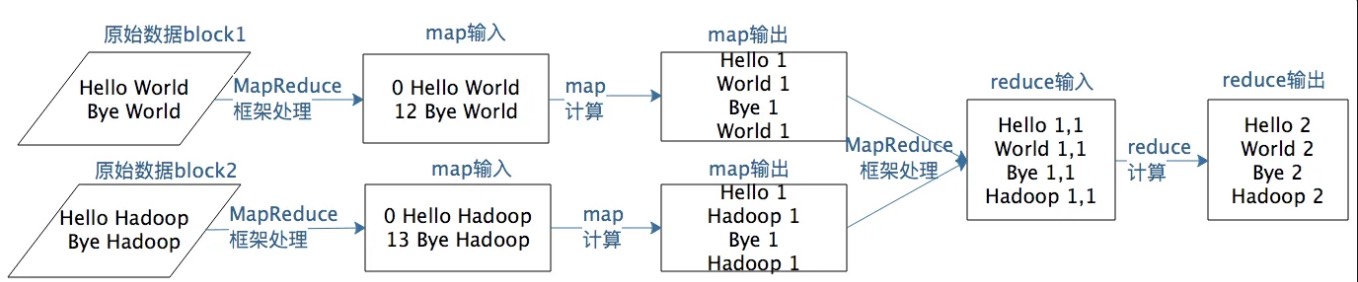 原始数据block1
Hello World
Bye World
MapReduce
框架处理
map输入
0 Hello World
12 Bye World
map
计算
map输出
Hello 1
World 1
Bye 1
World 1
原始数据block2
Hello Hadoop
Bye Hadoop
MapReduce
框架处理
map输入
0 Hello Hadoop
13 Bye Hadoop
map
计算
map输出
Hello 1
Hadoop 1
Bye 1
Hadoop 1
MapReduce
框架处理
reduce输入
Hello 1,1
World 1,1
Bye 1,1
Hadoop 1,1
reduce
计算
reduce输出
Hello 2
World 2
Bye 2
Hadoop 2